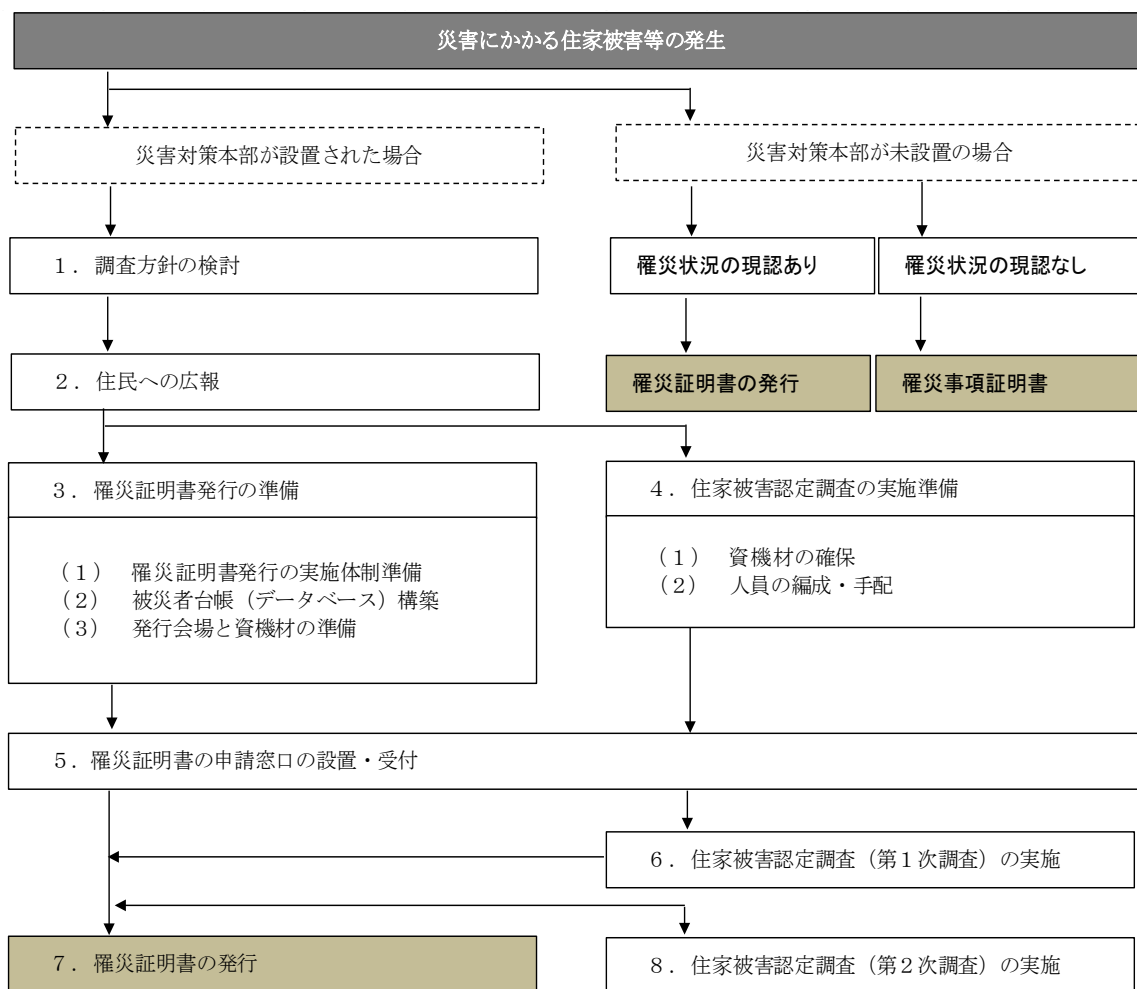 災害にかかる住家被害等の発生
災害対策本部が設置された場合
災害対策本部が未設置の場合
1．調査方針の検討
罹災状況の現認あり
罹災状況の現認なし
2．住民への広報
罹災証明書の発行
罹災事項証明書
3．罹災証明書発行の準備
（1）　罹災証明書発行の実施体制準備
（2）　被災者台帳（データベース）構築
（3）　発行会場と資機材の準備
4．住家被害認定調査の実施準備
（1）　資機材の確保
（2）　人員の編成・手配
5．罹災証明書の申請窓口の設置・受付
6．住家被害認定調査（第1次調査）の実施
7．罹災証明書の発行
8．住家被害認定調査（第2次調査）の実施